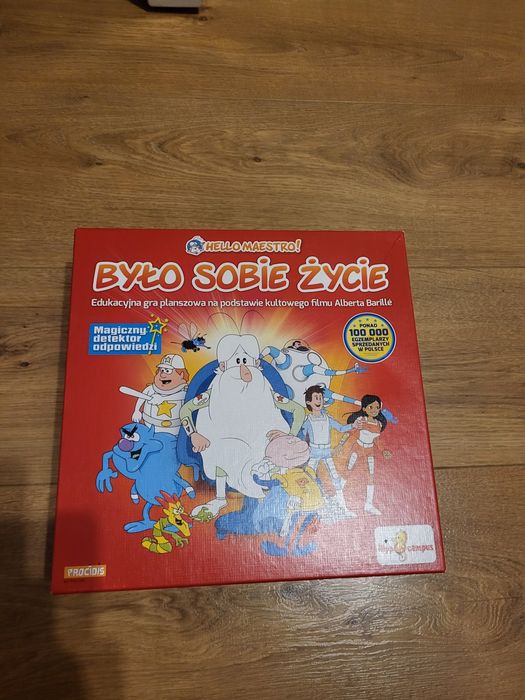 HELLO MAESTRO!
BYŁO SOBIE ŻYCIE
Edukacyjna gra planszowa na podstawie kultowego filmu Alberta Barillé
Magiczny
detektor
odpowiedzi
PONAD
100 000
EGZEMPLARZY
SPRZEDANYCH
W POLSCE
PROCIDIS
campus